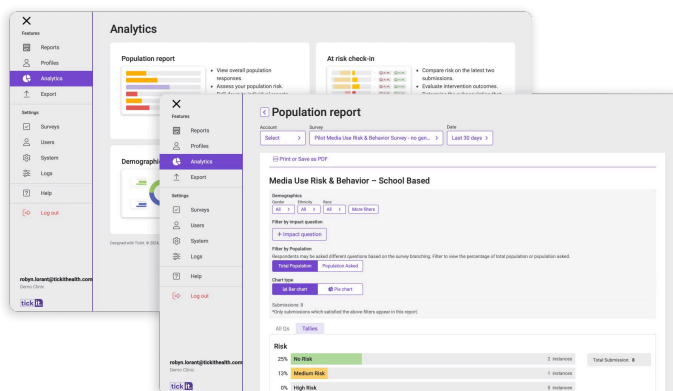 Features
Reports
Profiles
Analytics
Export
Settings
Surveys
Users
System
Logs
Help
Log out
robyn.lorant@tickithealth.com
Demo Clinic
tick it.
Analytics
Population report
View overall population
responses.
Assess your population risk.
At risk check-in
Compare risk on the latest two
submissions.
Evaluate intervention outcomes.
Demographi
Designed with TickiT. © 2024,
Features
Reports
Profiles
Analytics
Export
Settings
Surveys
Users
System
Logs
Help
Log out
robyn.lorant@tickithealth.com
Demo Clinic
tick it.
Population report
Account Survey Date
Select Pilot Media Use Risk & Behavior Survey - no gen... Last 30 days
Print or Save as PDF
Media Use Risk & Behavior – School Based
Demographics
Gender Ethnicity Race
All All All More filters
Filter by impact question
+ Impact question
Filter by Population
Respondents may be asked different questions based on the survey branching. Filter to view the percentage of total population or population asked.
Total Population Population Asked
Chart type
Bar chart Pie chart
Submissions: 8
*Only submissions which satisfied the above filters appear in this report.
All Qs Tallies
Risk
25% No Risk 2 instances Total Submission: 8
13% Medium Risk 1 instances
0% High Risk 0 instances